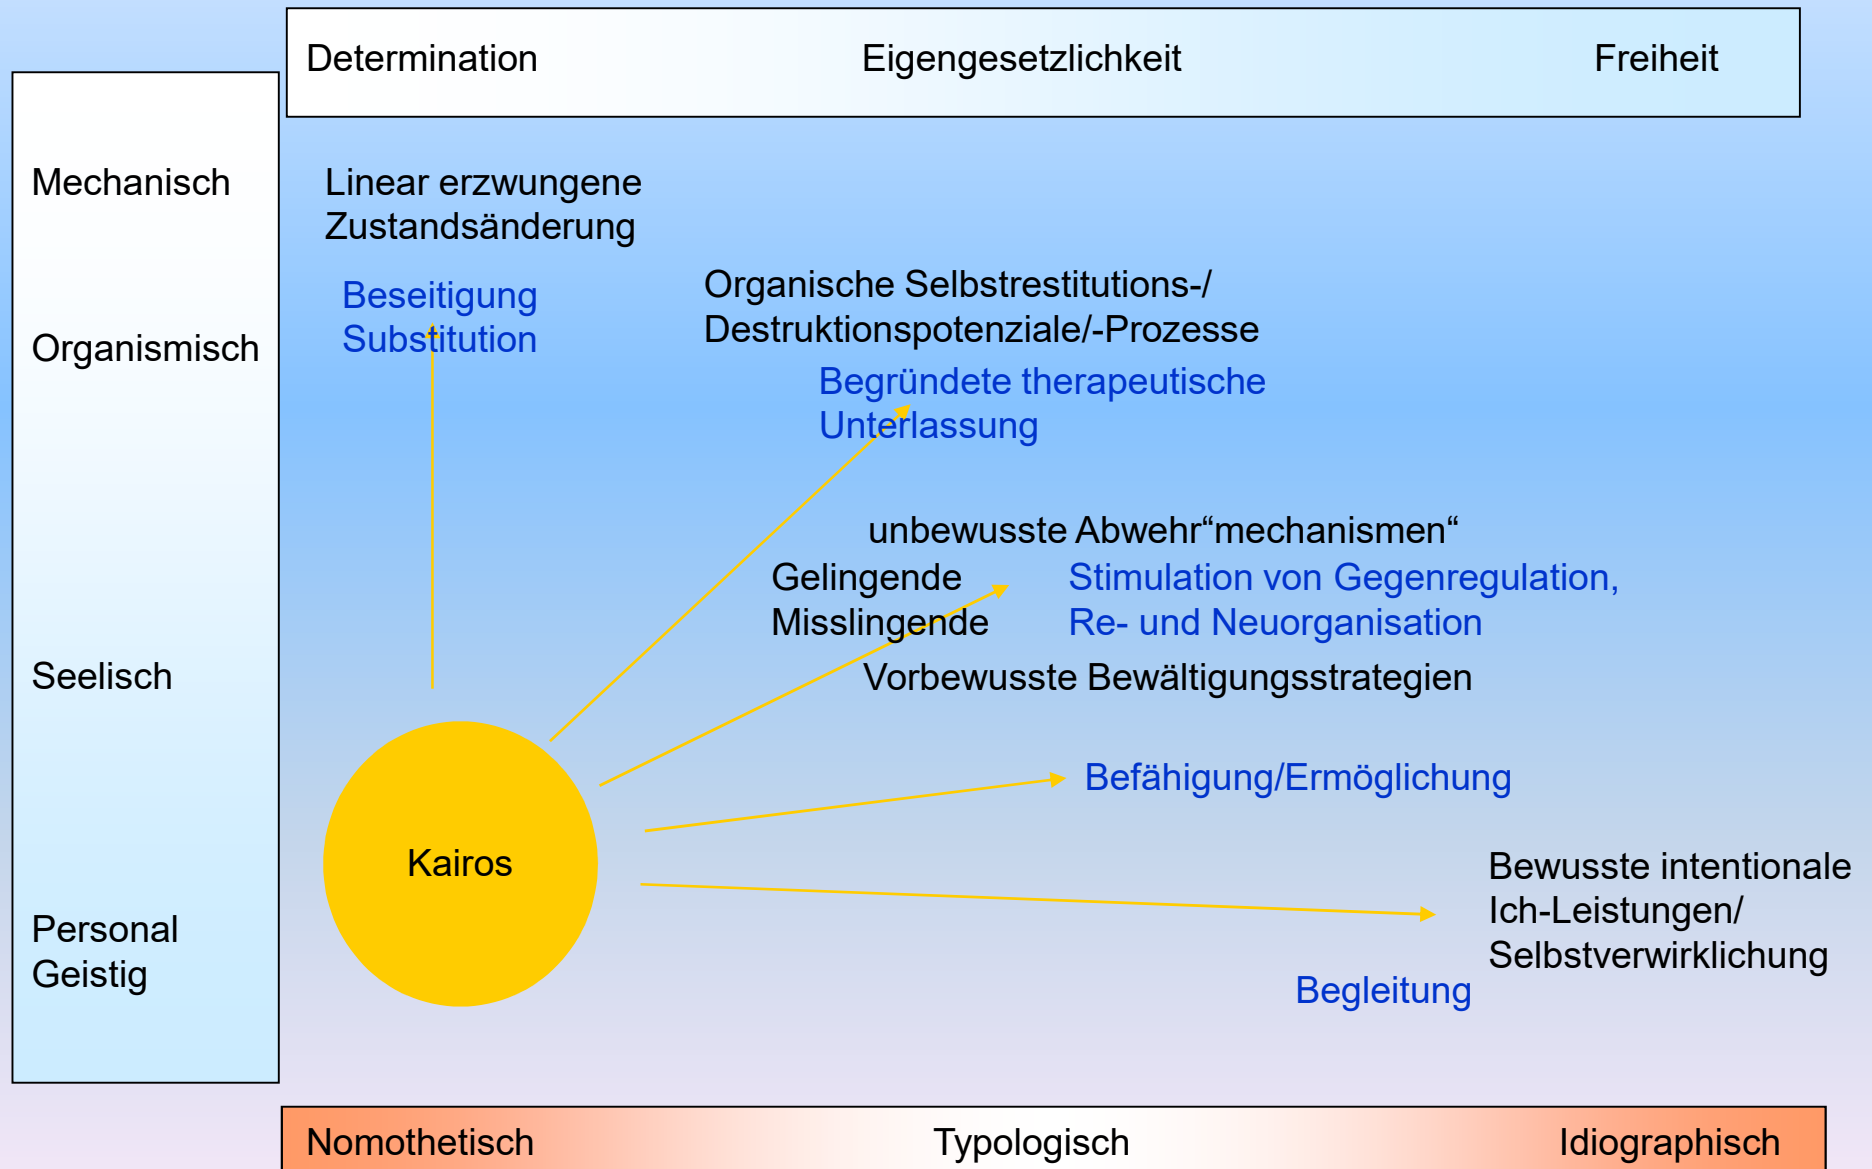 Determination Eigengesetzlichkeit Freiheit
Mechanisch
Linear erzwungene
Zustandsänderung
Beseitigung
Substitution
Organismisch
Organische Selbstrestitutions-/
Destruktionspotenziale/-Prozesse
Begründete therapeutische
Unterlassung
unbewusste Abwehr“mechanismen“
Gelingende
Misslingende
Stimulation von Gegenregulation,
Re- und Neuorganisation
Seelisch
Vorbewusste Bewältigungsstrategien
Befähigung/Ermöglichung
Kairos
Bewusste intentionale
Ich-Leistungen/
Selbstverwirklichung
Personal
Geistig
Begleitung
Nomothetisch Typologisch Idiographisch